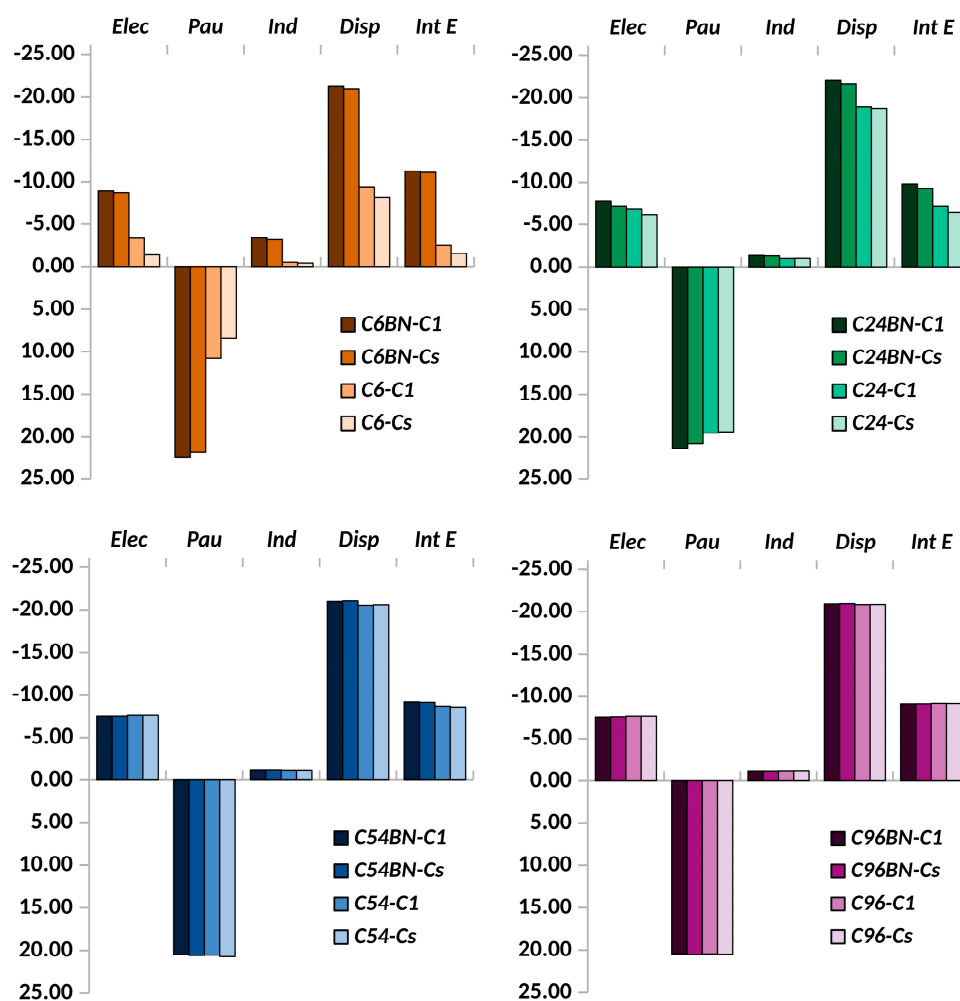 Elec Pau Ind Disp Int E
-25.00
-20.00
-15.00
-10.00
-5.00
0.00
5.00
10.00
15.00
20.00
25.00
C6BN-C1
C6BN-Cs
C6-C1
C6-Cs
Elec Pau Ind Disp Int E
-25.00
-20.00
-15.00
-10.00
-5.00
0.00
5.00
10.00
15.00
20.00
25.00
C24BN-C1
C24BN-Cs
C24-C1
C24-Cs
Elec Pau Ind Disp Int E
-25.00
-20.00
-15.00
-10.00
-5.00
0.00
5.00
10.00
15.00
20.00
25.00
C54BN-C1
C54BN-Cs
C54-C1
C54-Cs
Elec Pau Ind Disp Int E
-25.00
-20.00
-15.00
-10.00
-5.00
0.00
5.00
10.00
15.00
20.00
25.00
C96BN-C1
C96BN-Cs
C96-C1
C96-Cs